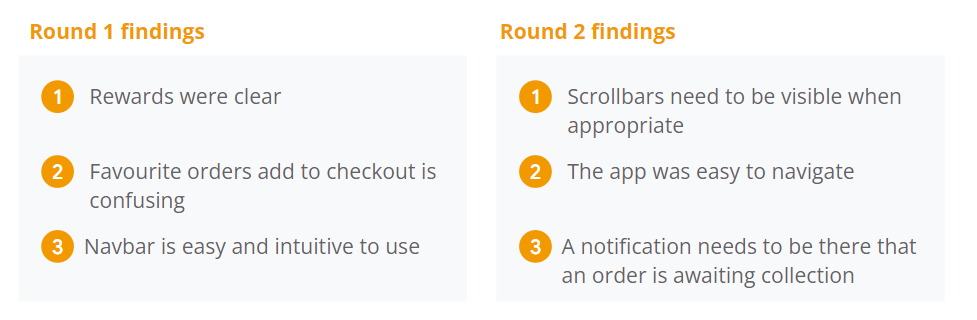 Round 1 findings
1 Rewards were clear
2 Favourite orders add to checkout is
confusing
3 Navbar is easy and intuitive to use
Round 2 findings
1 Scrollbars need to be visible when
appropriate
2 The app was easy to navigate
3 A notification needs to be there that
an order is awaiting collection